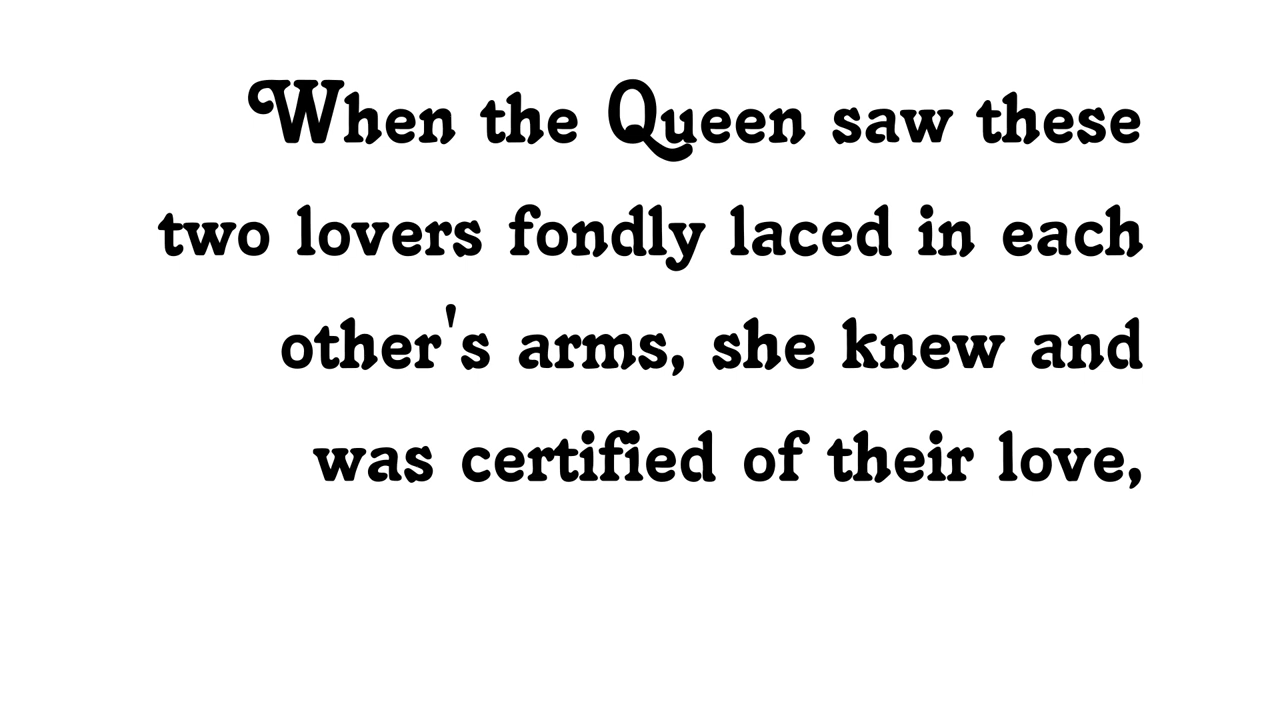 When the Queen saw these
two lovers fondly laced in each
other's arms, she knew and
was certified of their love,